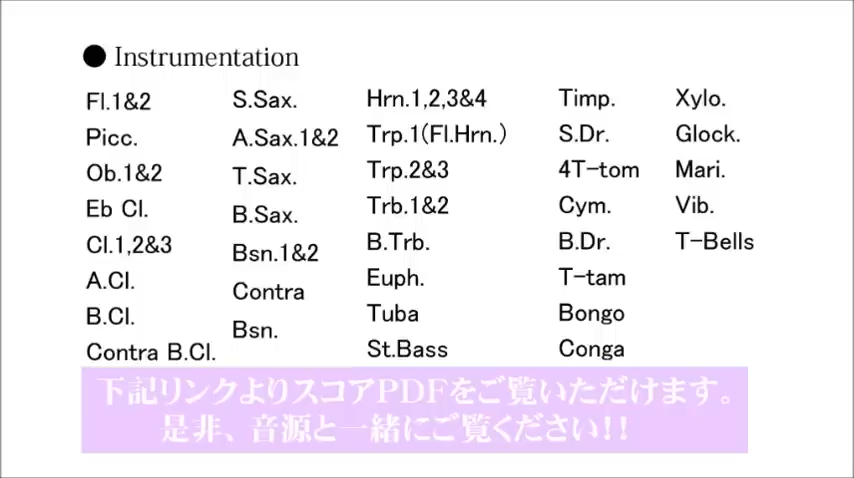 ● Instrumentation
Fl.1&2
Picc.
Ob.1&2
Eb Cl.
Cl.1,2&3
A.Cl.
B.Cl.
Contra B.Cl.
S.Sax.
A.Sax.1&2
T.Sax.
B.Sax.
Bsn.1&2
Contra
Bsn.
Hrn.1,2,3&4
Trp.1(Fl.Hrn.)
Trp.2&3
Trb.1&2
B.Trb.
Euph.
Tuba
St.Bass
Timp.
S.Dr.
4T-tom
Cym.
B.Dr.
T-tam
Bongo
Conga
Xylo.
Glock.
Mari.
Vib.
T-Bells
下記リンクよりスコアPDFをご覧いただけます。
是非、音源と一緒にご覧ください!!